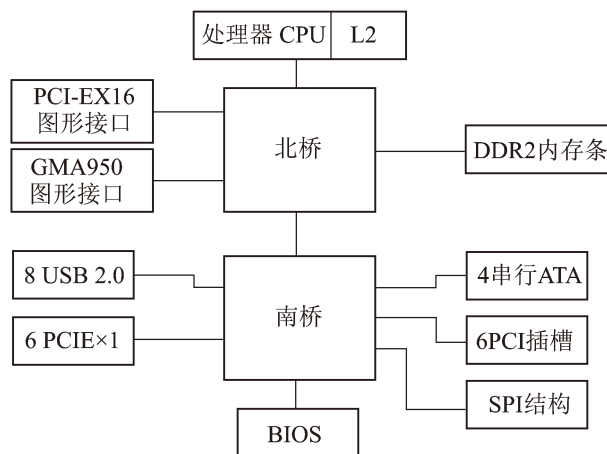 处理器 CPU L2
PCI-EX16
图形接口
北桥
GMA950
图形接口
DDR2内存条
8 USB 2.0
南桥
4串行ATA
6 PCIE×1
6PCI插槽
SPI结构
BIOS